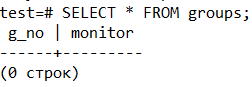 test=# SELECT * FROM groups;
 g_no | monitor
------+---------
(0 строк)